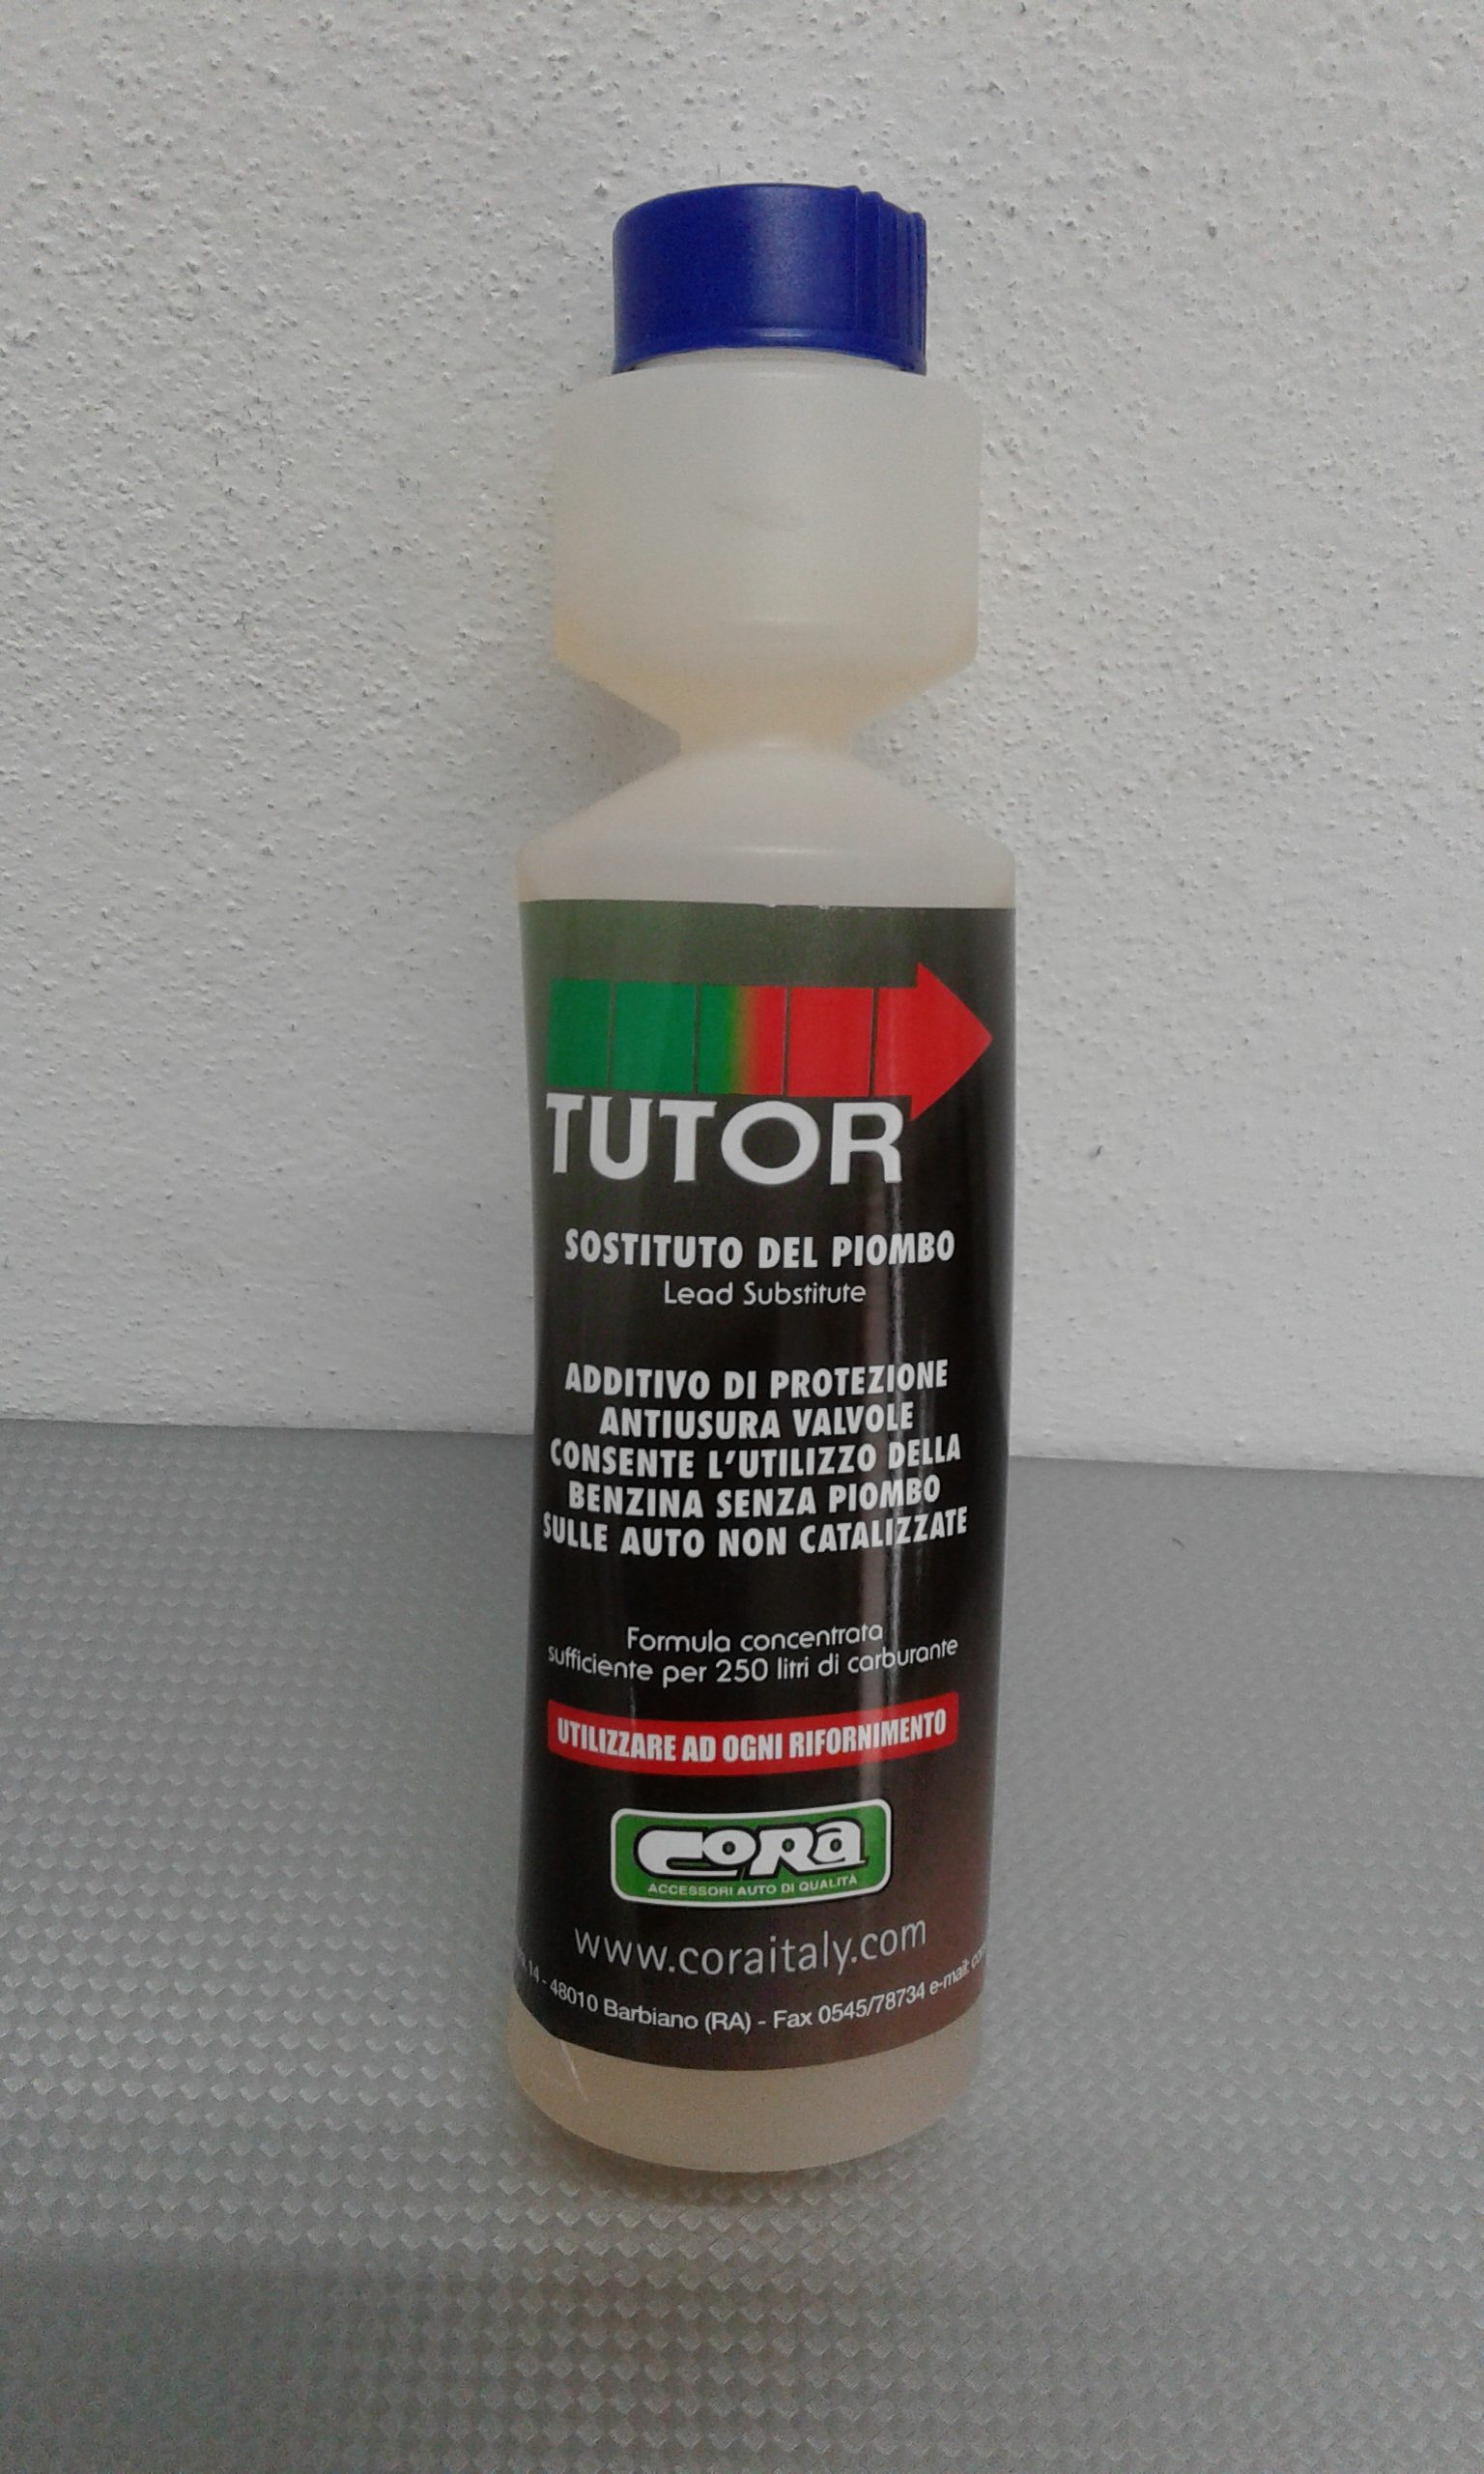 TUTOR
SOSTITUTO DEL PIOMBO
Lead Substitute
ADDITIVO DI PROTEZIONE
ANTIUSURA VALVOLE
CONSENTE L'UTILIZZO DELLA
BENZINA SENZA PIOMBO
SULLE AUTO NON CATALIZZATE
Formula concentrata
sufficiente per 250 litri di carburante
UTILIZZARE AD OGNI RIFORNIMENTO
CORA
ACCESSORI AUTO DI QUALITÀ
www.coraitaly.com
14 - 48010 Barbiano (RA) - Fax 0545/78734 e-mail: